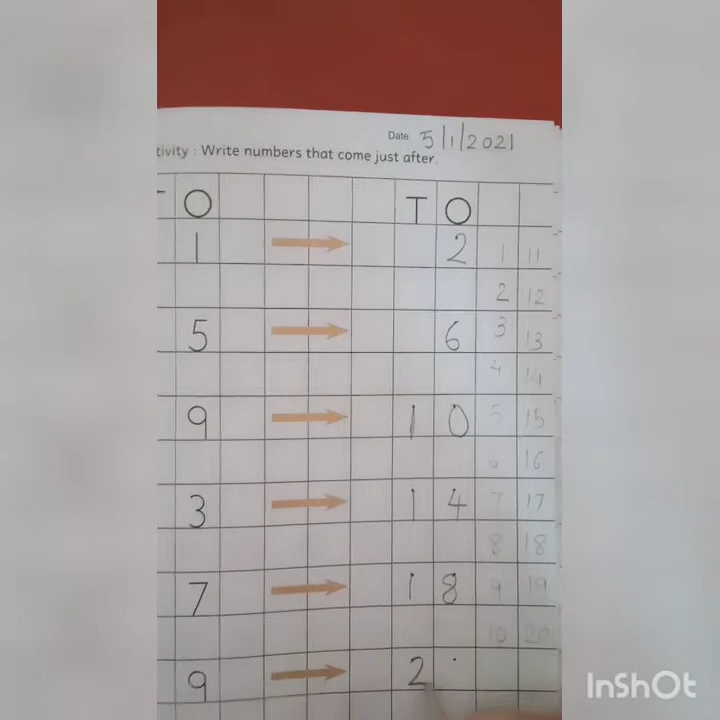 Date 5/1/2021
tivity : Write numbers that come just after.
O T O
1 2 1 11
2 12
5 6 3 13
4 14
9 1 0 5 15
6 16
3 1 4 7 17
8 18
7 1 8 9 19
10 20
9 2
InShOt